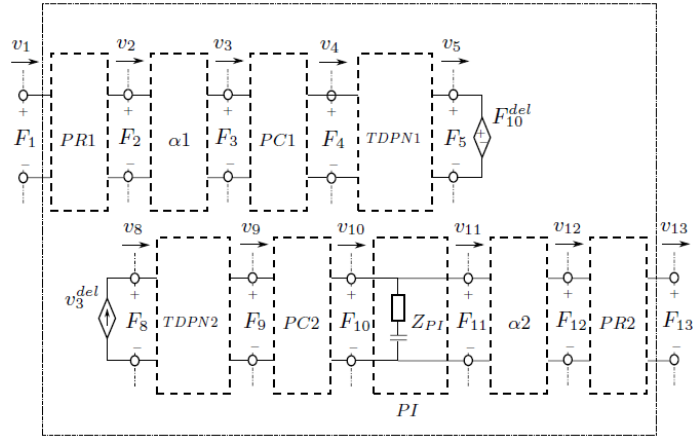 v1 v2 v3 v4 v5
+ + + + +
F1 PR1 F2 α1 F3 PC1 F4 TDPN1 F5 +− F10^del
− − − − −
v8 v9 v10 v11 v12 v13
v3^del + + + + + +
F8 TDPN2 F9 PC2 F10 Z_PI F11 α2 F12 PR2 F13
− − − − − −
PI